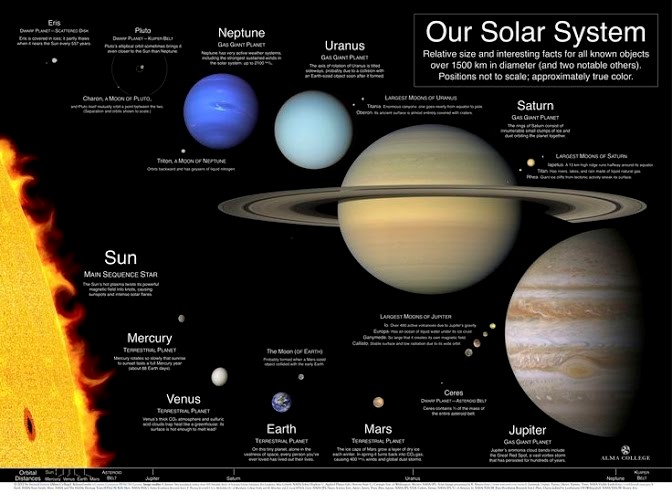 Our Solar System
Relative size and interesting facts for all known objects
over 1500 km in diameter (and two notable others).
Positions not to scale; approximately true color.
Eris
Dwarf Planet – Scattered Disk
Eris is covered in ice; it partly thaws
when it nears the Sun every 557 years
Pluto
Dwarf Planet – Kuiper Belt
Pluto's elliptical orbit sometimes brings it
even closer to the Sun than Neptune.
Charon, a Moon of Pluto,
and Pluto itself mutually orbit a point between the two
(Separation and orbits shown to scale.)
Neptune
Gas Giant Planet
Neptune has very active weather systems,
including the strongest sustained winds in
the solar system: up to 2100
Triton, a Moon of Neptune
Orbits backward and has geysers of liquid nitrogen
Uranus
Gas Giant Planet
The axis of rotation of Uranus is tilted
sideways, probably due to a collision with
an Earth-sized object soon after it formed
Largest Moons of Uranus
Titania: Enormous canyons: one goes nearly from equator to pole
Oberon: Its ancient surface is almost entirely covered with craters
Saturn
Gas Giant Planet
The rings of Saturn consist of
innumerable small clumps of ice and
dust orbiting the planet together.
Largest Moons of Saturn
Iapetus: A 13-km high ridge runs halfway around its equator
Titan: Has rivers, lakes, and rain made of liquid natural gas
Rhea: Giant ice cliffs from tectonic activity cover its surface
Sun
Main Sequence Star
The Sun's hot plasma twists its powerful
magnetic field into knots, causing
sunspots and intense solar flares.
Mercury
Terrestrial Planet
Mercury rotates so slowly that sunrise
to sunset lasts a full Mercury year
(about 88 Earth days)
Venus
Terrestrial Planet
Venus's thick CO₂ atmosphere and sulfuric
acid clouds trap heat like a greenhouse. Its
surface is hot enough to melt lead!
The Moon (of Earth)
Probably formed when a Mars-sized
object collided with the early Earth
Earth
Terrestrial Planet
On this tiny planet, alone in the
vastness of space, every person you've
ever loved has lived out their lives.
Mars
Terrestrial Planet
The ice caps of Mars grow a layer of dry ice
each winter. In spring it turns back into CO₂ gas,
causing 400 winds and global dust storms.
Largest Moons of Jupiter
Io: Over 400 active volcanoes due to Jupiter's gravity
Europa: Has an ocean of liquid water under its ice
Ganymede: So large that it creates its own magnetic field
Callisto: Stable surface and low radiation due to its wide orbit
Ceres
Dwarf Planet – Asteroid Belt
Ceres contains ⅓ of the mass of
the entire asteroid belt
Jupiter
Gas Giant Planet
Jupiter's ammonia cloud bands include
the Great Red Spot, a vast vortex storm
that has persisted for hundreds of years.
ALMA COLLEGE
Orbital Distances
Sun Mercury Venus Earth Mars Asteroid Belt Jupiter Saturn Uranus Neptune Kuiper Belt